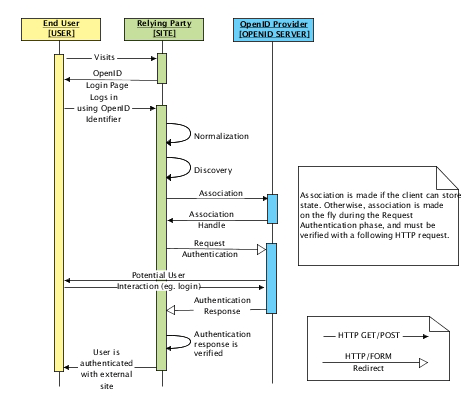 End User
[USER]
Relying Party
[SITE]
OpenID Provider
[OPENID SERVER]
Visits
OpenID
Login Page
Logs in
using OpenID
Identifier
Normalization
Discovery
Association
Association
Handle
Request
Authentication
Potential User
Interaction (eg. login)
Authentication
Response
Authentication
response is
verified
User is
authenticated
with external
site
Association is made if the client can store
state. Otherwise, association is made
on the fly during the Request
Authentication phase, and must be
verified with a following HTTP request.
HTTP GET/POST
HTTP/FORM
Redirect